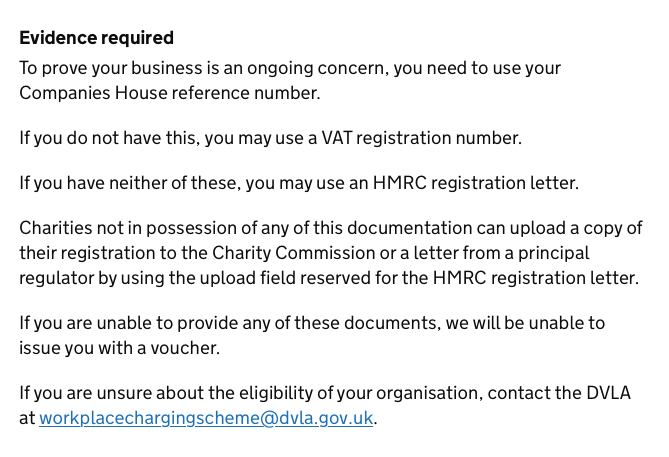 Evidence required
To prove your business is an ongoing concern, you need to use your
Companies House reference number.
If you do not have this, you may use a VAT registration number.
If you have neither of these, you may use an HMRC registration letter.
Charities not in possession of any of this documentation can upload a copy of
their registration to the Charity Commission or a letter from a principal
regulator by using the upload field reserved for the HMRC registration letter.
If you are unable to provide any of these documents, we will be unable to
issue you with a voucher.
If you are unsure about the eligibility of your organisation, contact the DVLA
at workplacechargingscheme@dvla.gov.uk.